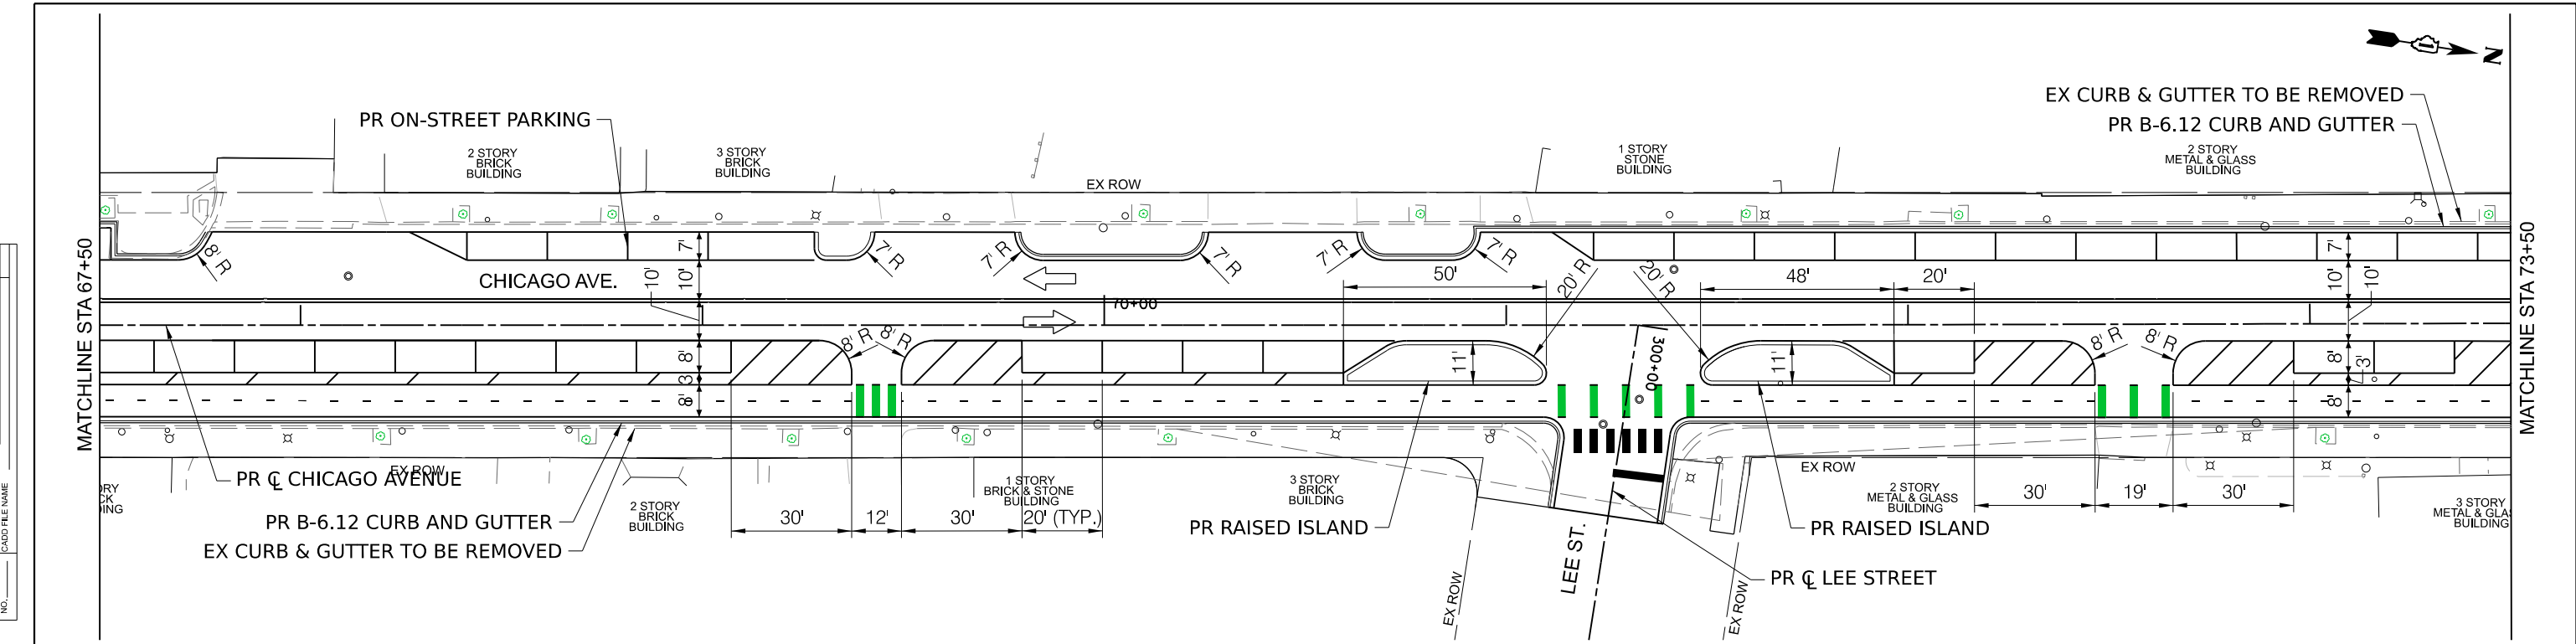 N
EX CURB & GUTTER TO BE REMOVED
PR B-6.12 CURB AND GUTTER
PR ON-STREET PARKING
2 STORY
BRICK
BUILDING
3 STORY
BRICK
BUILDING
1 STORY
STONE
BUILDING
2 STORY
METAL & GLASS
BUILDING
EX ROW
MATCHLINE STA 67+50
MATCHLINE STA 73+50
8' R
7' R
7' R
7' R
7' R
7' R
20' R
20' R
7'
10'
10'
CHICAGO AVE.
50'
48'
20'
7'
10'
10'
70+00
300+00
8' R
8' R
8'
3'
8'
11'
11'
8' R
8' R
8'
3'
8'
PR ℄ CHICAGO AVENUE
EX ROW
PR B-6.12 CURB AND GUTTER
EX CURB & GUTTER TO BE REMOVED
2 STORY
BRICK
BUILDING
30'
12'
30'
20' (TYP.)
1 STORY
BRICK & STONE
BUILDING
3 STORY
BRICK
BUILDING
PR RAISED ISLAND
EX ROW
LEE ST.
EX ROW
EX ROW
2 STORY
METAL & GLASS
BUILDING
PR RAISED ISLAND
PR ℄ LEE STREET
30'
19'
30'
3 STORY
METAL & GLA
BUILDING
ORY
CK
DING
CADD FILE NAME
NO.